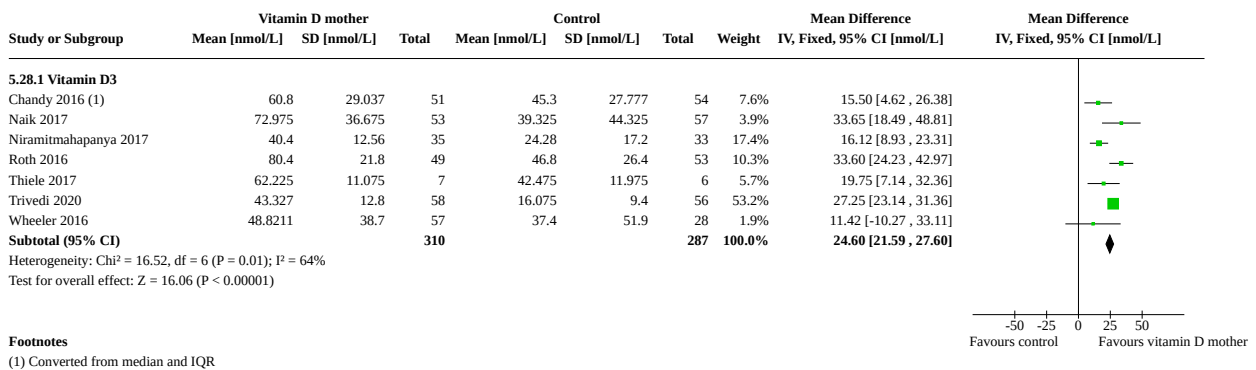 Vitamin D mother Control Mean Difference Mean Difference
Study or Subgroup Mean [nmol/L] SD [nmol/L] Total Mean [nmol/L] SD [nmol/L] Total Weight IV, Fixed, 95% CI [nmol/L] IV, Fixed, 95% CI [nmol/L]
5.28.1 Vitamin D3
Chandy 2016 (1) 60.8 29.037 51 45.3 27.777 54 7.6% 15.50 [4.62 , 26.38]
Naik 2017 72.975 36.675 53 39.325 44.325 57 3.9% 33.65 [18.49 , 48.81]
Niramitmahapanya 2017 40.4 12.56 35 24.28 17.2 33 17.4% 16.12 [8.93 , 23.31]
Roth 2016 80.4 21.8 49 46.8 26.4 53 10.3% 33.60 [24.23 , 42.97]
Thiele 2017 62.225 11.075 7 42.475 11.975 6 5.7% 19.75 [7.14 , 32.36]
Trivedi 2020 43.327 12.8 58 16.075 9.4 56 53.2% 27.25 [23.14 , 31.36]
Wheeler 2016 48.8211 38.7 57 37.4 51.9 28 1.9% 11.42 [-10.27 , 33.11]
Subtotal (95% CI) 310 287 100.0% 24.60 [21.59 , 27.60]
Heterogeneity: Chi² = 16.52, df = 6 (P = 0.01); I² = 64%
Test for overall effect: Z = 16.06 (P < 0.00001)
-50 -25 0 25 50
Footnotes Favours control Favours vitamin D mother
(1) Converted from median and IQR